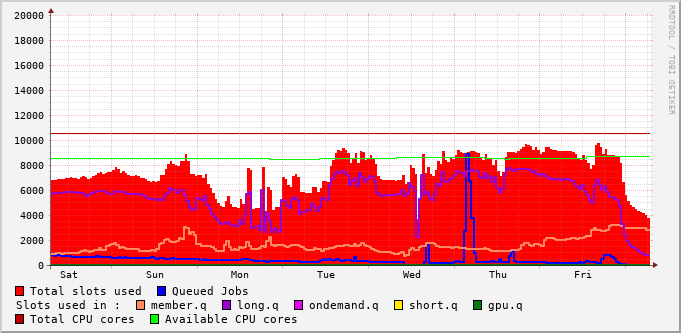 RRDTOOL / TOBI OETIKER
20000
18000
16000
14000
12000
10000
8000
6000
4000
2000
0
Sat Sun Mon Tue Wed Thu Fri
Total slots used Queued Jobs
Slots used in : member.q long.q ondemand.q short.q gpu.q
Total CPU cores Available CPU cores